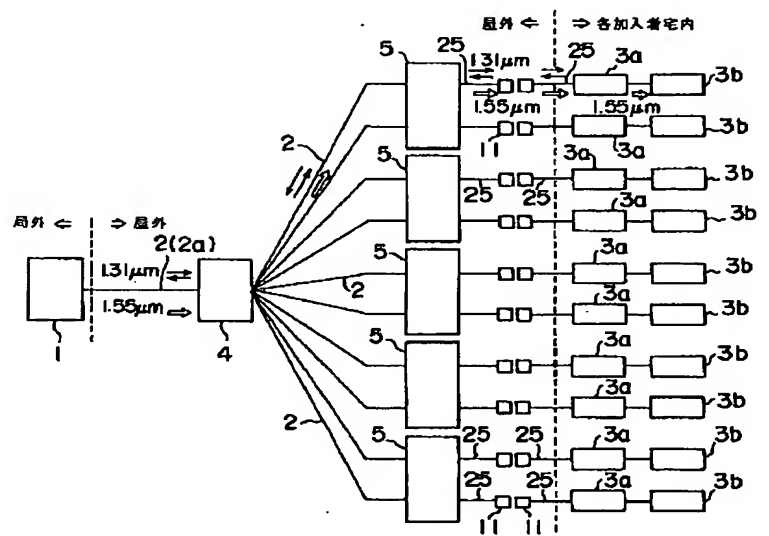 屋外 ⇐ ⇒ 各加入者宅内
5 25 1.31μm 25 3a
3b
1.55μm 1.55μm
2 11 3a 3b
5 3a
25 25 3b
局外 ⇐ ⇒ 屋外
2(2a) 3a 3b
1.31μm 5 3a
3b
2
1.55μm 3a 3b
1 4 5 3a
3b
3a 3b
2 5 3a
25 25 3b
2 25 25 3a 3b
11 11